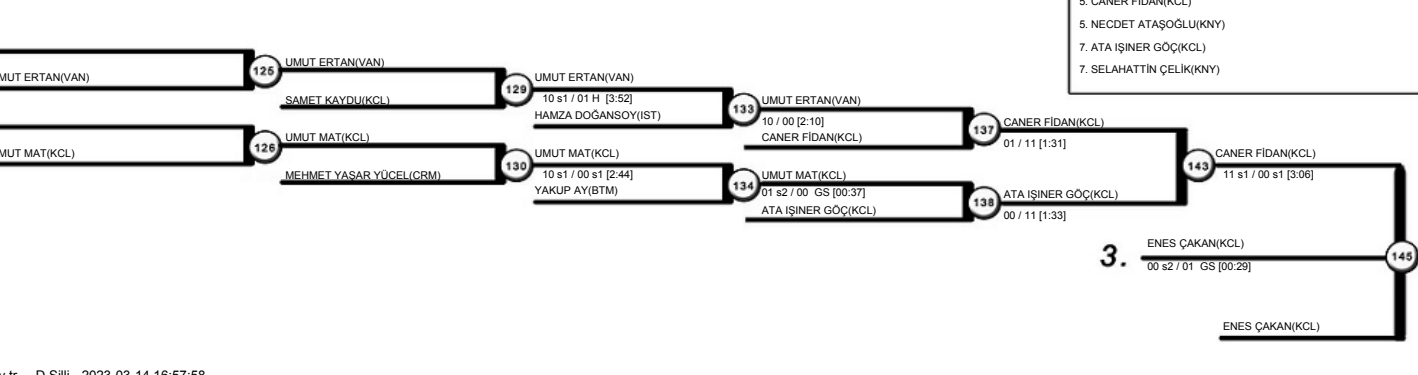 5. CANER FİDAN(KCL)
5. NECDET ATAŞOĞLU(KNY)
7. ATA IŞINER GÖÇ(KCL)
7. SELAHATTİN ÇELİK(KNY)
MUT ERTAN(VAN)
125
UMUT ERTAN(VAN)
SAMET KAYDU(KCL)
129
UMUT ERTAN(VAN)
10 s1 / 01 H [3:52]
HAMZA DOĞANSOY(IST)
133
UMUT ERTAN(VAN)
10 / 00 [2:10]
CANER FİDAN(KCL)
137
CANER FİDAN(KCL)
01 / 11 [1:31]
MUT MAT(KCL)
126
UMUT MAT(KCL)
MEHMET YAŞAR YÜCEL(CRM)
130
UMUT MAT(KCL)
10 s1 / 00 s1 [2:44]
YAKUP AY(BTM)
134
UMUT MAT(KCL)
01 s2 / 00 GS [00:37]
ATA IŞINER GÖÇ(KCL)
138
ATA IŞINER GÖÇ(KCL)
00 / 11 [1:33]
143
CANER FİDAN(KCL)
11 s1 / 00 s1 [3:06]
3.
ENES ÇAKAN(KCL)
00 s2 / 01 GS [00:29]
145
ENES ÇAKAN(KCL)
2023-03-14 16:57:58